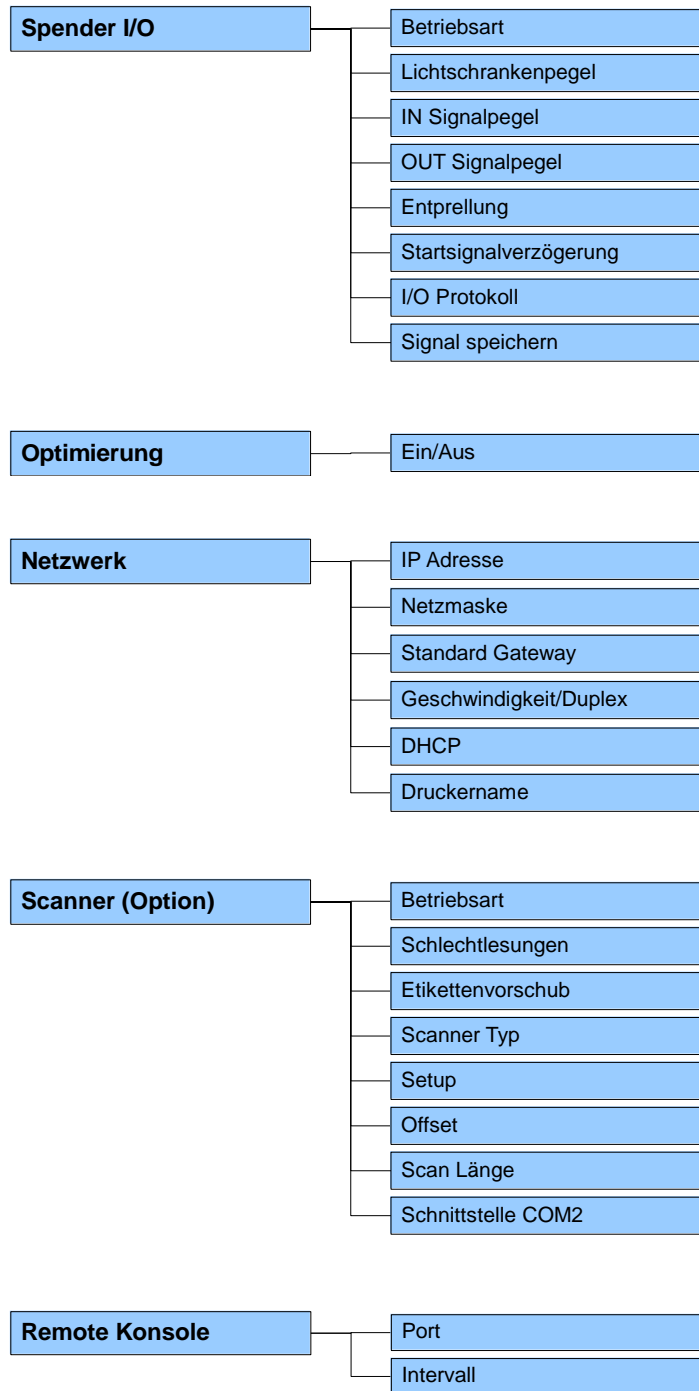 Spender I/O
Betriebsart
Lichtschrankenpegel
IN Signalpegel
OUT Signalpegel
Entprellung
Startsignalverzögerung
I/O Protokoll
Signal speichern
Optimierung
Ein/Aus
Netzwerk
IP Adresse
Netzmaske
Standard Gateway
Geschwindigkeit/Duplex
DHCP
Druckername
Scanner (Option)
Betriebsart
Schlechtlesungen
Etikettenvorschub
Scanner Typ
Setup
Offset
Scan Länge
Schnittstelle COM2
Remote Konsole
Port
Intervall